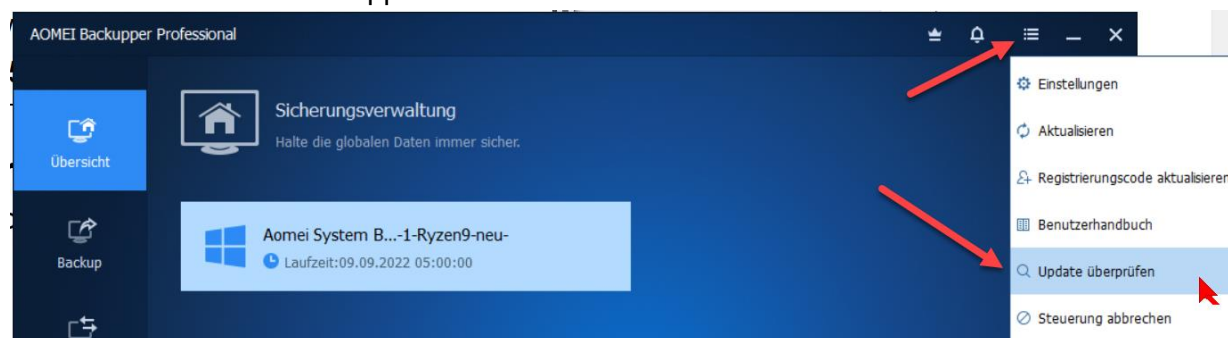 AOMEI Backupper Professional
Übersicht
Backup
Sicherungsverwaltung
Halte die globalen Daten immer sicher.
Aomei System B...-1-Ryzen9-neu-
Laufzeit:09.09.2022 05:00:00
Einstellungen
Aktualisieren
Registrierungscode aktualisieren
Benutzerhandbuch
Update überprüfen
Steuerung abbrechen